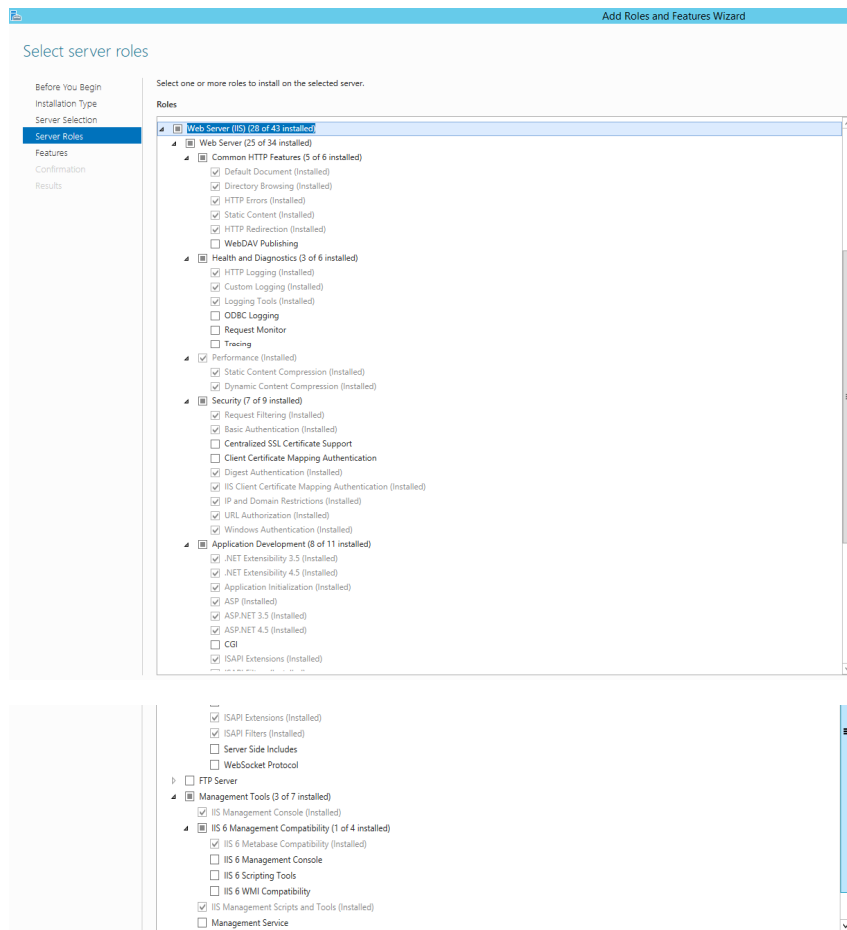 Add Roles and Features Wizard
Select server roles
Before You Begin
Installation Type
Server Selection
Server Roles
Features
Confirmation
Results
Select one or more roles to install on the selected server.
Roles
Web Server (IIS) (28 of 43 installed)
Web Server (25 of 34 installed)
Common HTTP Features (5 of 6 installed)
Default Document (Installed)
Directory Browsing (Installed)
HTTP Errors (Installed)
Static Content (Installed)
HTTP Redirection (Installed)
WebDAV Publishing
Health and Diagnostics (3 of 6 installed)
HTTP Logging (Installed)
Custom Logging (Installed)
Logging Tools (Installed)
ODBC Logging
Request Monitor
Tracing
Performance (Installed)
Static Content Compression (Installed)
Dynamic Content Compression (Installed)
Security (7 of 9 installed)
Request Filtering (Installed)
Basic Authentication (Installed)
Centralized SSL Certificate Support
Client Certificate Mapping Authentication
Digest Authentication (Installed)
IIS Client Certificate Mapping Authentication (Installed)
IP and Domain Restrictions (Installed)
URL Authorization (Installed)
Windows Authentication (Installed)
Application Development (8 of 11 installed)
.NET Extensibility 3.5 (Installed)
.NET Extensibility 4.5 (Installed)
Application Initialization (Installed)
ASP (Installed)
ASP.NET 3.5 (Installed)
ASP.NET 4.5 (Installed)
CGI
ISAPI Extensions (Installed)
ISAPI Extensions (Installed)
ISAPI Filters (Installed)
Server Side Includes
WebSocket Protocol
FTP Server
Management Tools (3 of 7 installed)
IIS Management Console (Installed)
IIS 6 Management Compatibility (1 of 4 installed)
IIS 6 Metabase Compatibility (Installed)
IIS 6 Management Console
IIS 6 Scripting Tools
IIS 6 WMI Compatibility
IIS Management Scripts and Tools (Installed)
Management Service